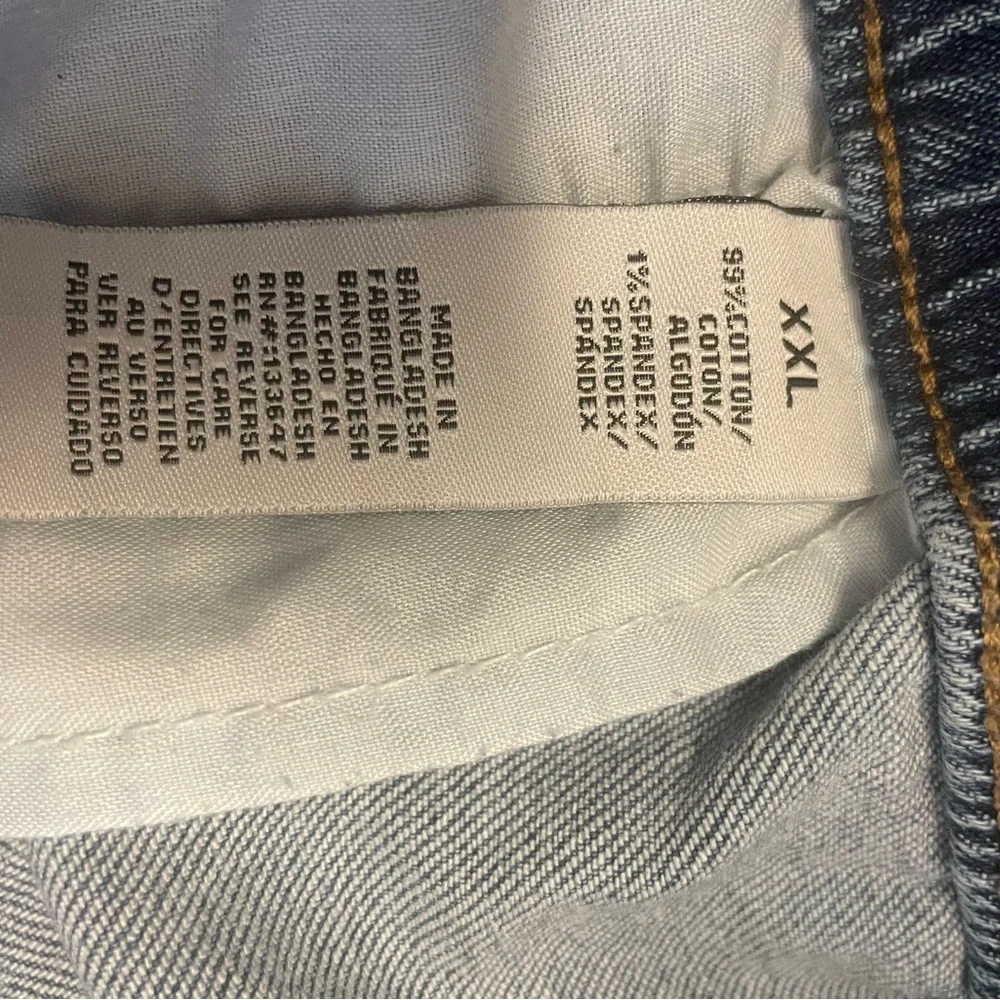 XXL
99%COTTON/
COTON/
ALGODÓN
1%SPANDEX/
SPANDEX/
SPANDEX
MADE IN
BANGLADESH
FABRIQUÉ IN
BANGLADESH
HECHO EN
BANGLADESH
RN#:133647
SEE REVERSE
FOR CARE
DIRECTIVES
D'ENTRETIEN
AU VERSO
VER REVERSO
PARA CUIDADO